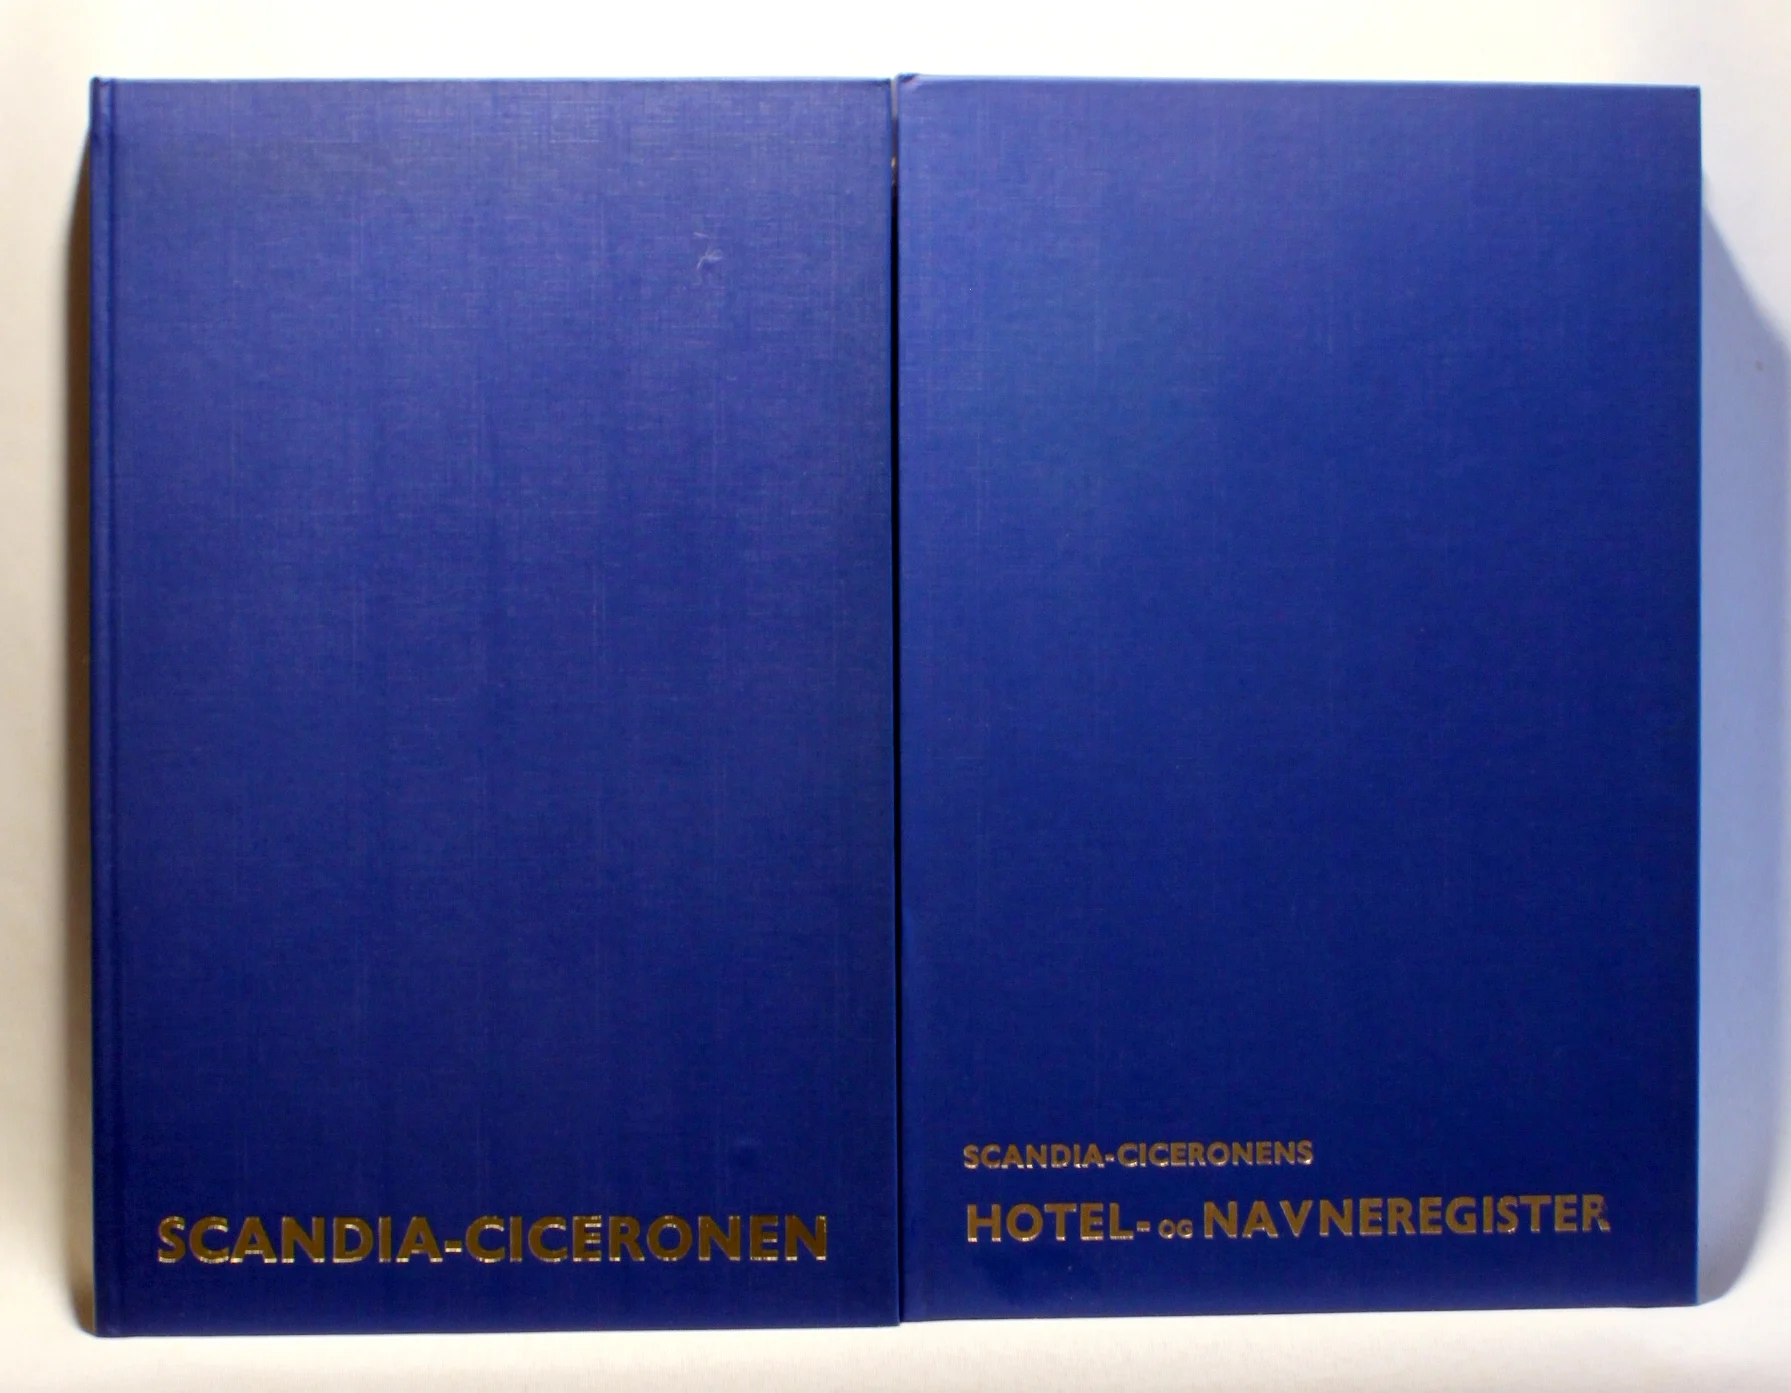 SCANDIA-CICERONEN
SCANDIA-CICERONENS
HOTEL- OG NAVNEREGISTER